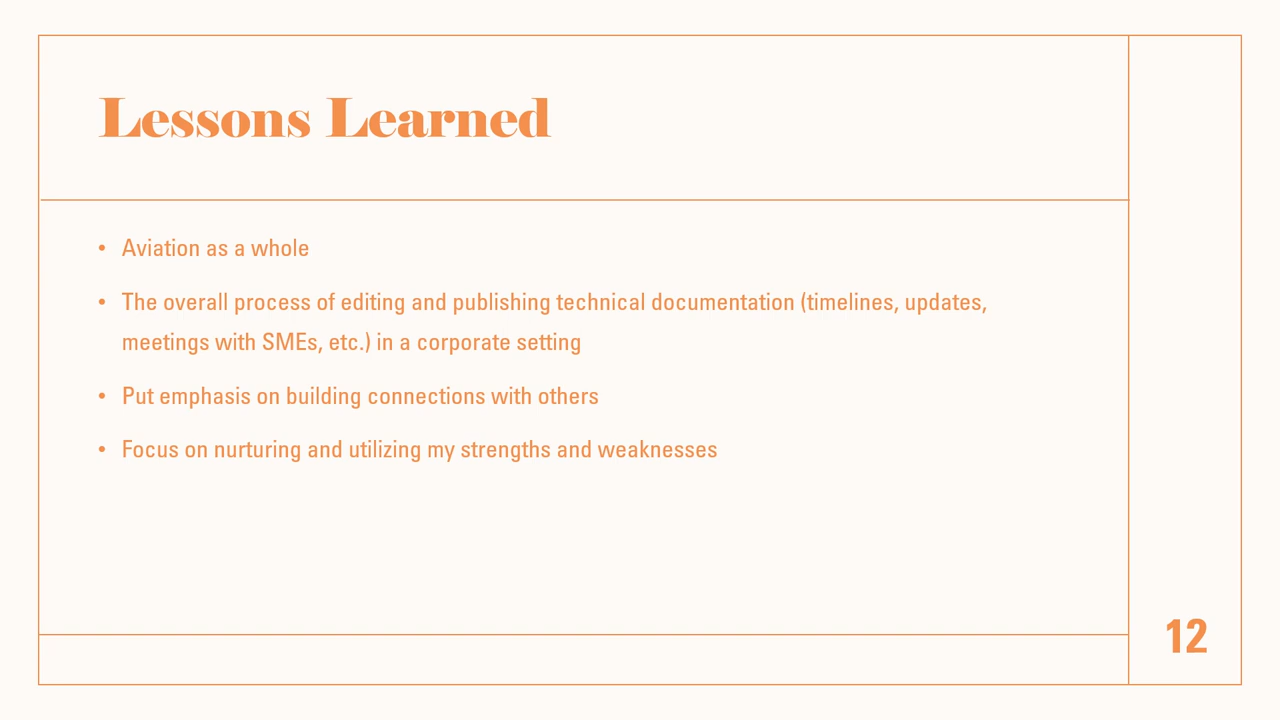 Lessons Learned
• Aviation as a whole
• The overall process of editing and publishing technical documentation (timelines, updates,
meetings with SMEs, etc.) in a corporate setting
• Put emphasis on building connections with others
• Focus on nurturing and utilizing my strengths and weaknesses
12